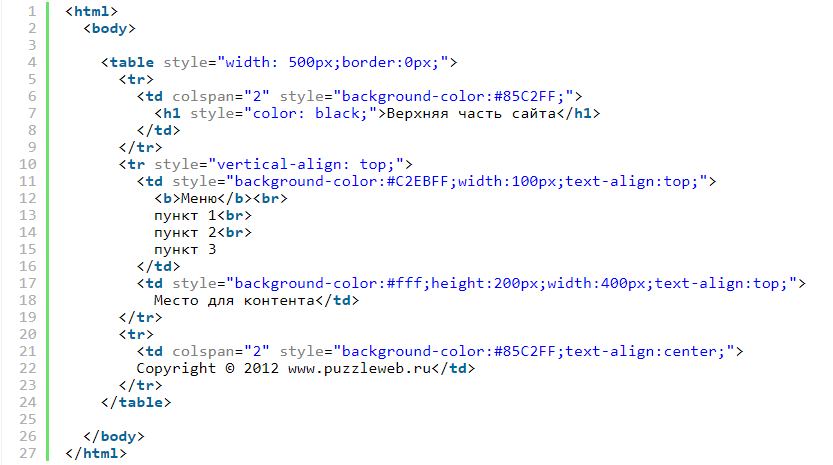 1 <html>
2 <body>
3
4 <table style="width: 500px;border:0px;">
5 <tr>
6 <td colspan="2" style="background-color:#85C2FF;">
7 <h1 style="color: black;">Верхняя часть сайта</h1>
8 </td>
9 </tr>
10 <tr style="vertical-align: top;">
11 <td style="background-color:#C2EBFF;width:100px;text-align:top;">
12 <b>Меню</b><br>
13 пункт 1<br>
14 пункт 2<br>
15 пункт 3
16 </td>
17 <td style="background-color:#fff;height:200px;width:400px;text-align:top;">
18 Место для контента</td>
19 </tr>
20 <tr>
21 <td colspan="2" style="background-color:#85C2FF;text-align:center;">
22 Copyright © 2012 www.puzzleweb.ru</td>
23 </tr>
24 </table>
25
26 </body>
27 </html>